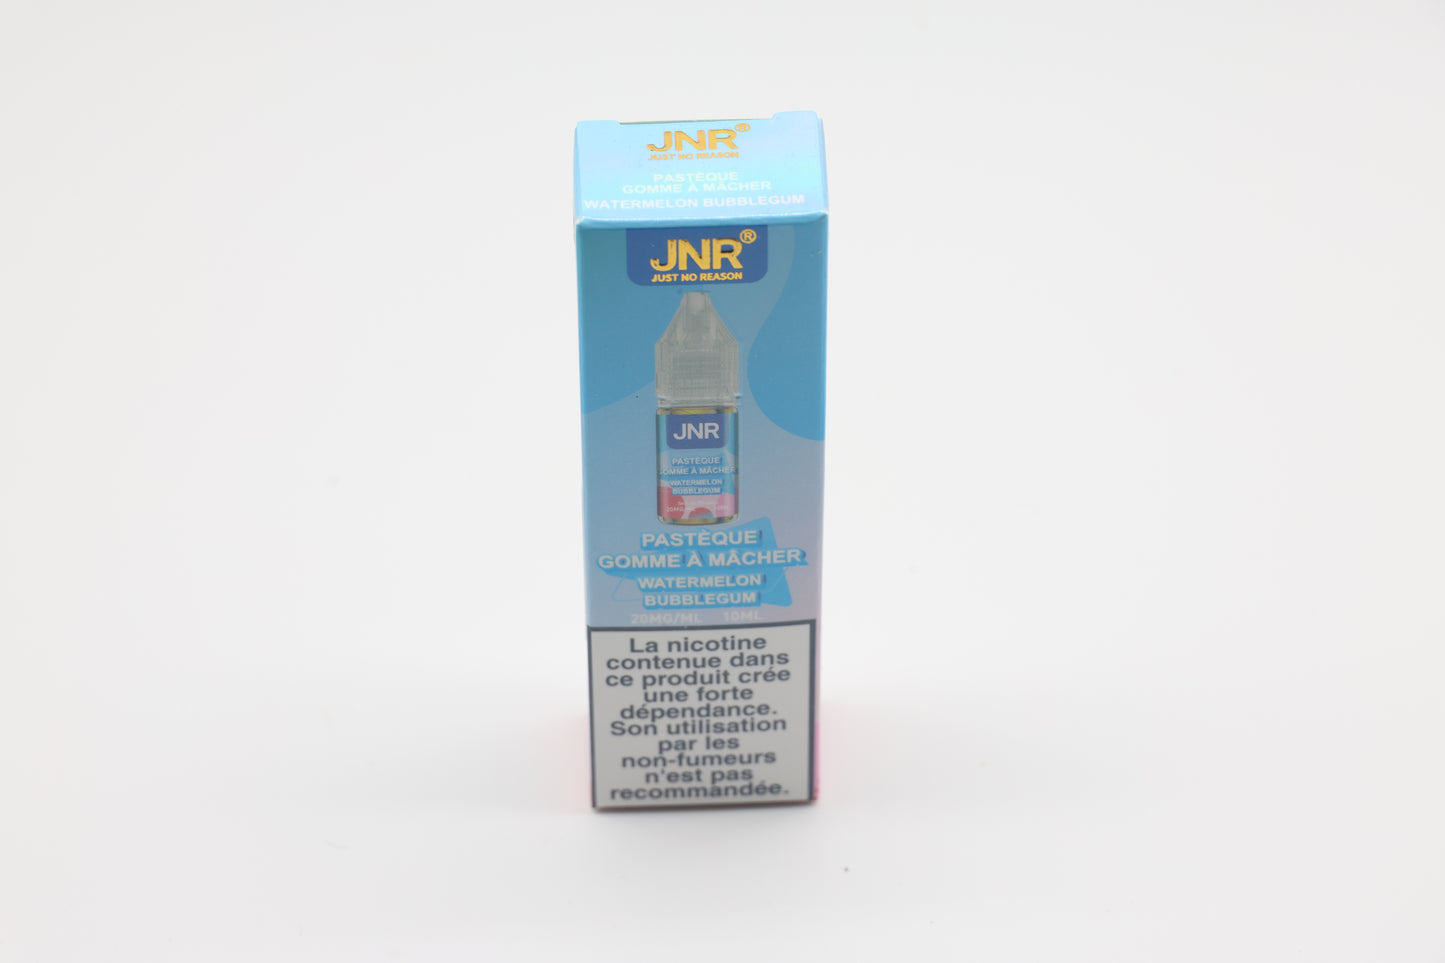 JNR®
JUST NO REASON
PASTÈQUE
GOMME À MÂCHER
WATERMELON BUBBLEGUM
JNR®
JUST NO REASON
JNR
PASTÈQUE
GOMME À MÂCHER
WATERMELON
BUBBLEGUM
20MG/ML
PASTÈQUE
GOMME À MÂCHER
WATERMELON
BUBBLEGUM
20MG/ML 10ML
La nicotine
contenue dans
ce produit crée
une forte
dépendance.
Son utilisation
par les
non-fumeurs
n'est pas
recommandée.